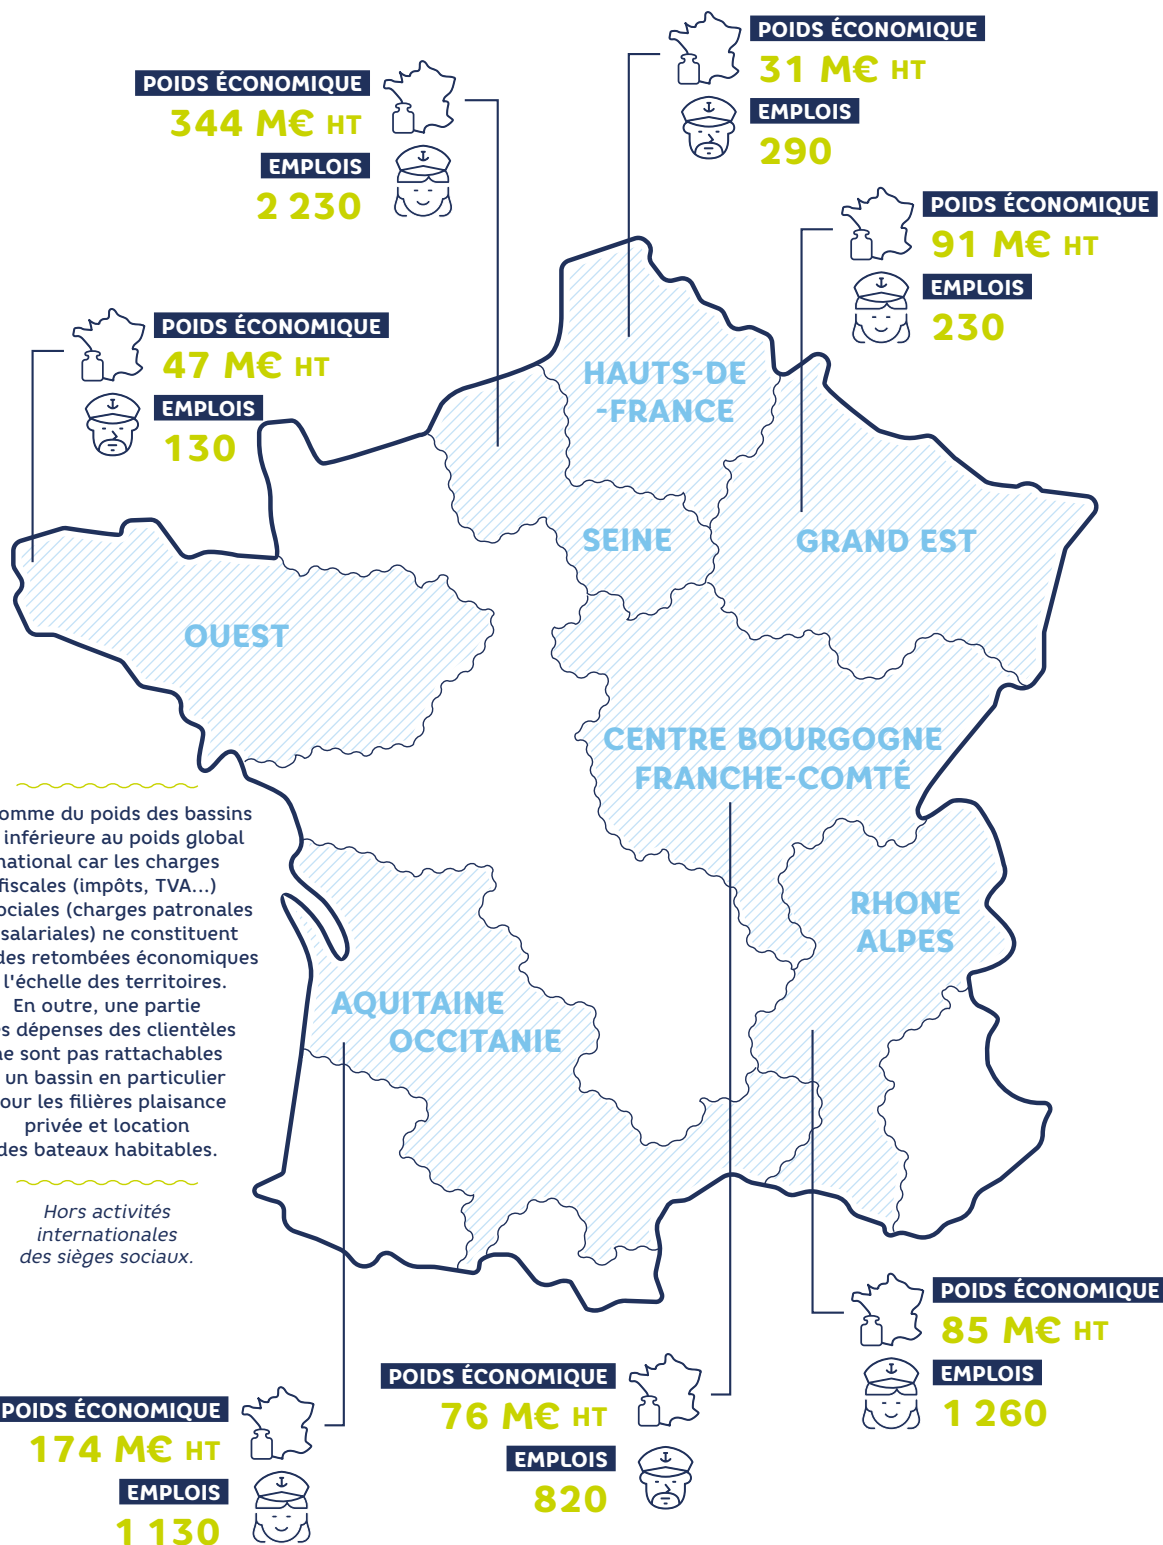 POIDS ÉCONOMIQUE
31 M€ HT
EMPLOIS
290
POIDS ÉCONOMIQUE
344 M€ HT
EMPLOIS
2 230
POIDS ÉCONOMIQUE
91 M€ HT
EMPLOIS
230
POIDS ÉCONOMIQUE
47 M€ HT
EMPLOIS
130
HAUTS-DE
-FRANCE
SEINE
GRAND EST
OUEST
CENTRE BOURGOGNE
FRANCHE-COMTÉ
RHONE
ALPES
AQUITAINE
OCCITANIE
omme du poids des bassins
inférieure au poids global
national car les charges
fiscales (impôts, TVA...)
ociales (charges patronales
salariales) ne constituent
des retombées économiques
l'échelle des territoires.
En outre, une partie
s dépenses des clientèles
ne sont pas rattachables
un bassin en particulier
our les filières plaisance
privée et location
des bateaux habitables.
Hors activités
internationales
des sièges sociaux.
POIDS ÉCONOMIQUE
85 M€ HT
EMPLOIS
1 260
POIDS ÉCONOMIQUE
76 M€ HT
EMPLOIS
820
POIDS ÉCONOMIQUE
174 M€ HT
EMPLOIS
1 130